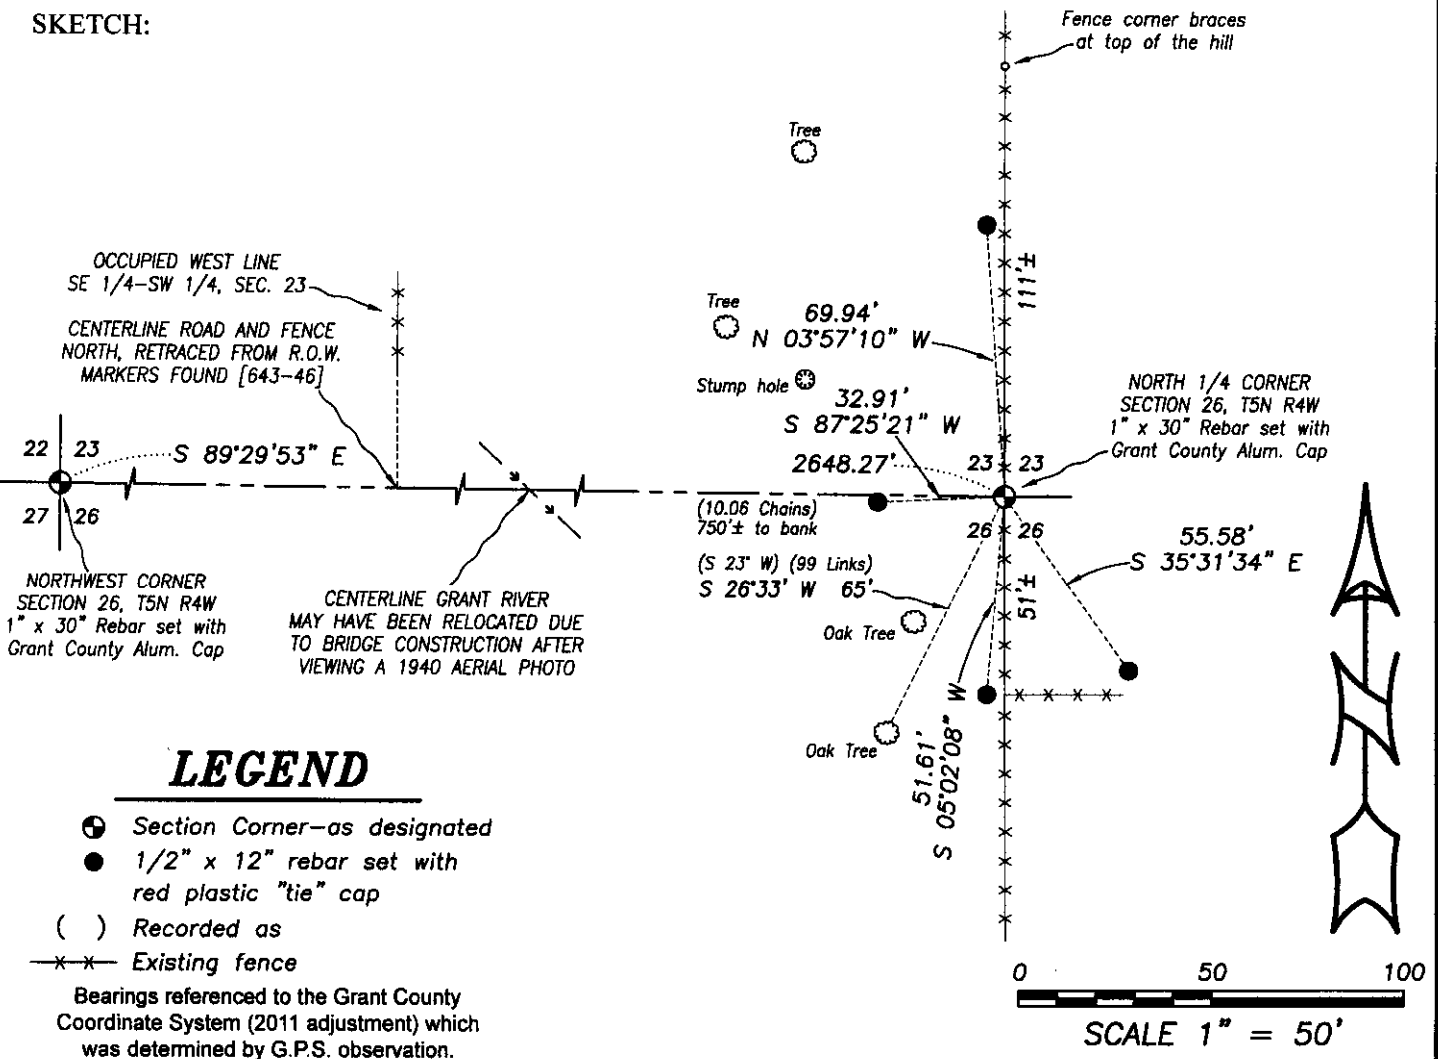 SKETCH:
Fence corner braces
at top of the hill
Tree
OCCUPIED WEST LINE
SE 1/4-SW 1/4, SEC. 23
CENTERLINE ROAD AND FENCE
NORTH, RETRACED FROM R.O.W.
MARKERS FOUND [643-46]
Tree
69.94'
N 03°57'10" W
111'±
Stump hole
32.91'
S 87°25'21" W
2648.27'
NORTH 1/4 CORNER
SECTION 26, T5N R4W
1" x 30" Rebar set with
Grant County Alum. Cap
22 23
S 89°29'53" E
27 26
23 23
26 26
(10.06 Chains)
750'± to bank
(S 23° W) (99 Links)
S 26°33' W 65'
55.58'
S 35°31'34" E
51'±
NORTHWEST CORNER
SECTION 26, T5N R4W
1" x 30" Rebar set with
Grant County Alum. Cap
CENTERLINE GRANT RIVER
MAY HAVE BEEN RELOCATED DUE
TO BRIDGE CONSTRUCTION AFTER
VIEWING A 1940 AERIAL PHOTO
Oak Tree
Oak Tree
51.61'
S 05°02'08" W
N
LEGEND
Section Corner-as designated
1/2" x 12" rebar set with
red plastic "tie" cap
( ) Recorded as
Existing fence
Bearings referenced to the Grant County
Coordinate System (2011 adjustment) which
was determined by G.P.S. observation.
0 50 100
SCALE 1" = 50'